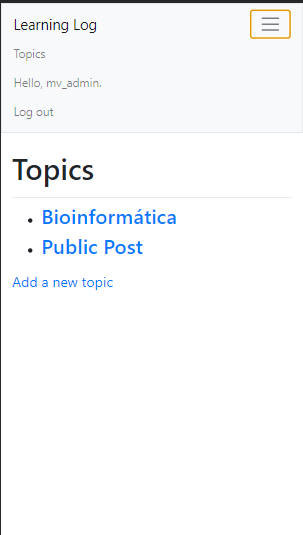 Learning Log
Topics
Hello, mv_admin.
Log out
Topics
Bioinformática
Public Post
Add a new topic